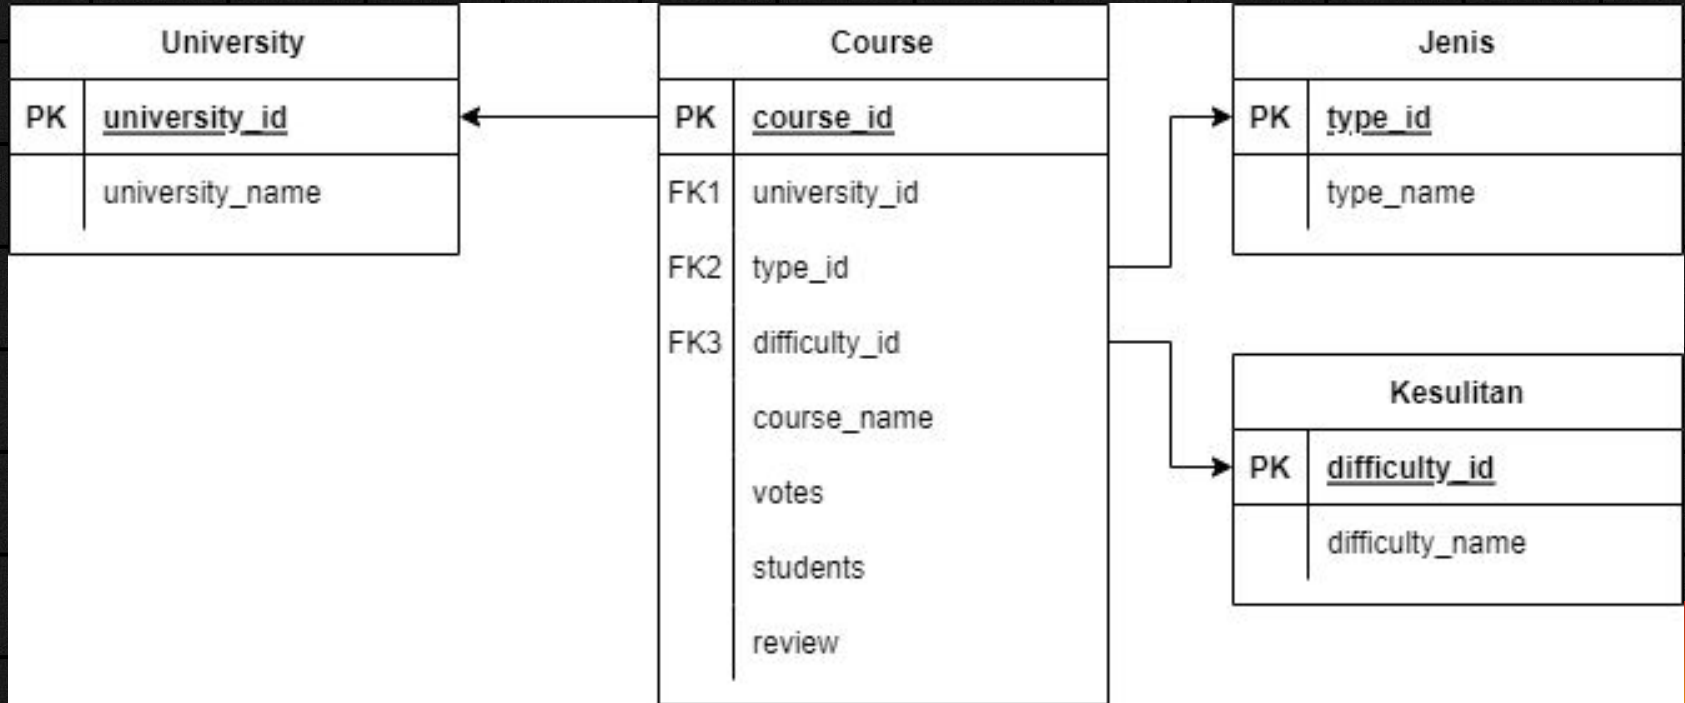 University
PK university_id
university_name
Course
PK course_id
FK1 university_id
FK2 type_id
FK3 difficulty_id
course_name
votes
students
review
Jenis
PK type_id
type_name
Kesulitan
PK difficulty_id
difficulty_name